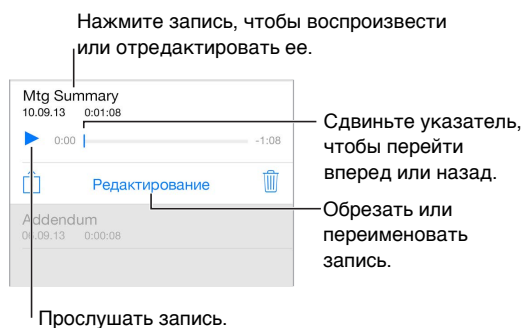 Нажмите запись, чтобы воспроизвести
или отредактировать ее.
Mtg Summary
10.09.13 0:01:08
0:00 -1:08
Сдвиньте указатель,
чтобы перейти
вперед или назад.
Редактирование
Обрезать или
переименовать
запись.
Addendum
06.09.13 0:00:08
Прослушать запись.